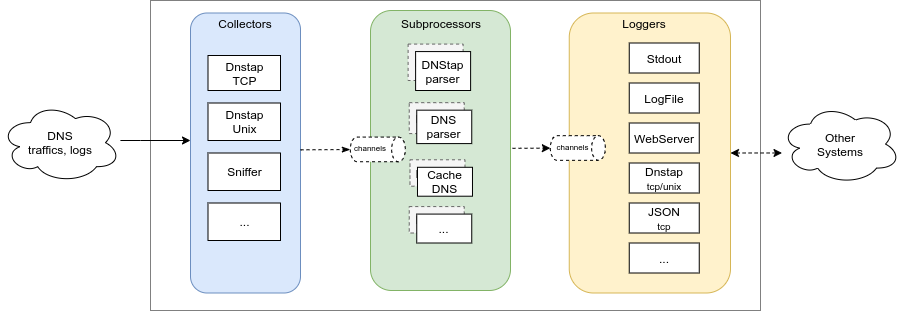 Collectors
Subprocessors
Loggers
DNS
traffics, logs
Dnstap
TCP
Dnstap
Unix
Sniffer
...
channels
DNStap
parser
DNS
parser
Cache
DNS
...
channels
Stdout
LogFile
WebServer
Dnstap
tcp/unix
JSON
tcp
...
Other
Systems